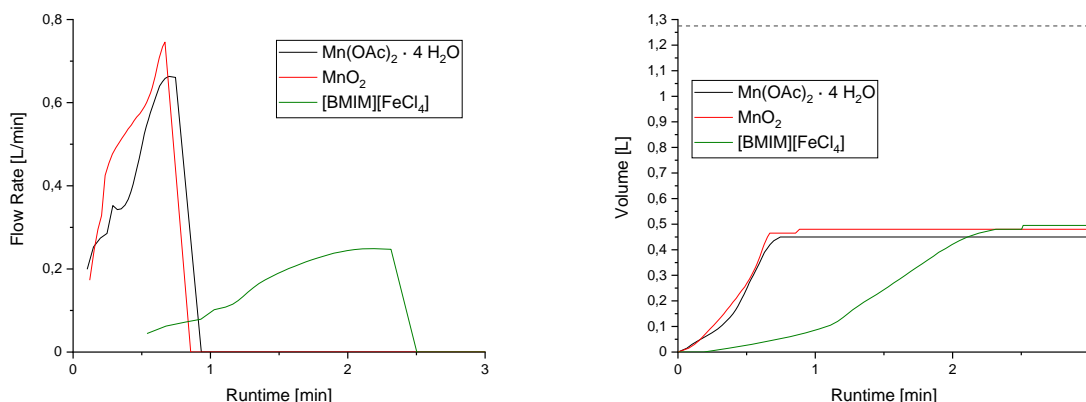 0,8
0,6
0,4
0,2
0
Flow Rate [L/min]
Mn(OAc)₂ · 4 H₂O
MnO₂
[BMIM][FeCl₄]
0 1 2 3
Runtime [min]
1,3
1,2
1,1
1
0,9
0,8
0,7
0,6
0,5
0,4
0,3
0,2
0,1
0
Volume [L]
Mn(OAc)₂ · 4 H₂O
MnO₂
[BMIM][FeCl₄]
0 1 2
Runtime [min]